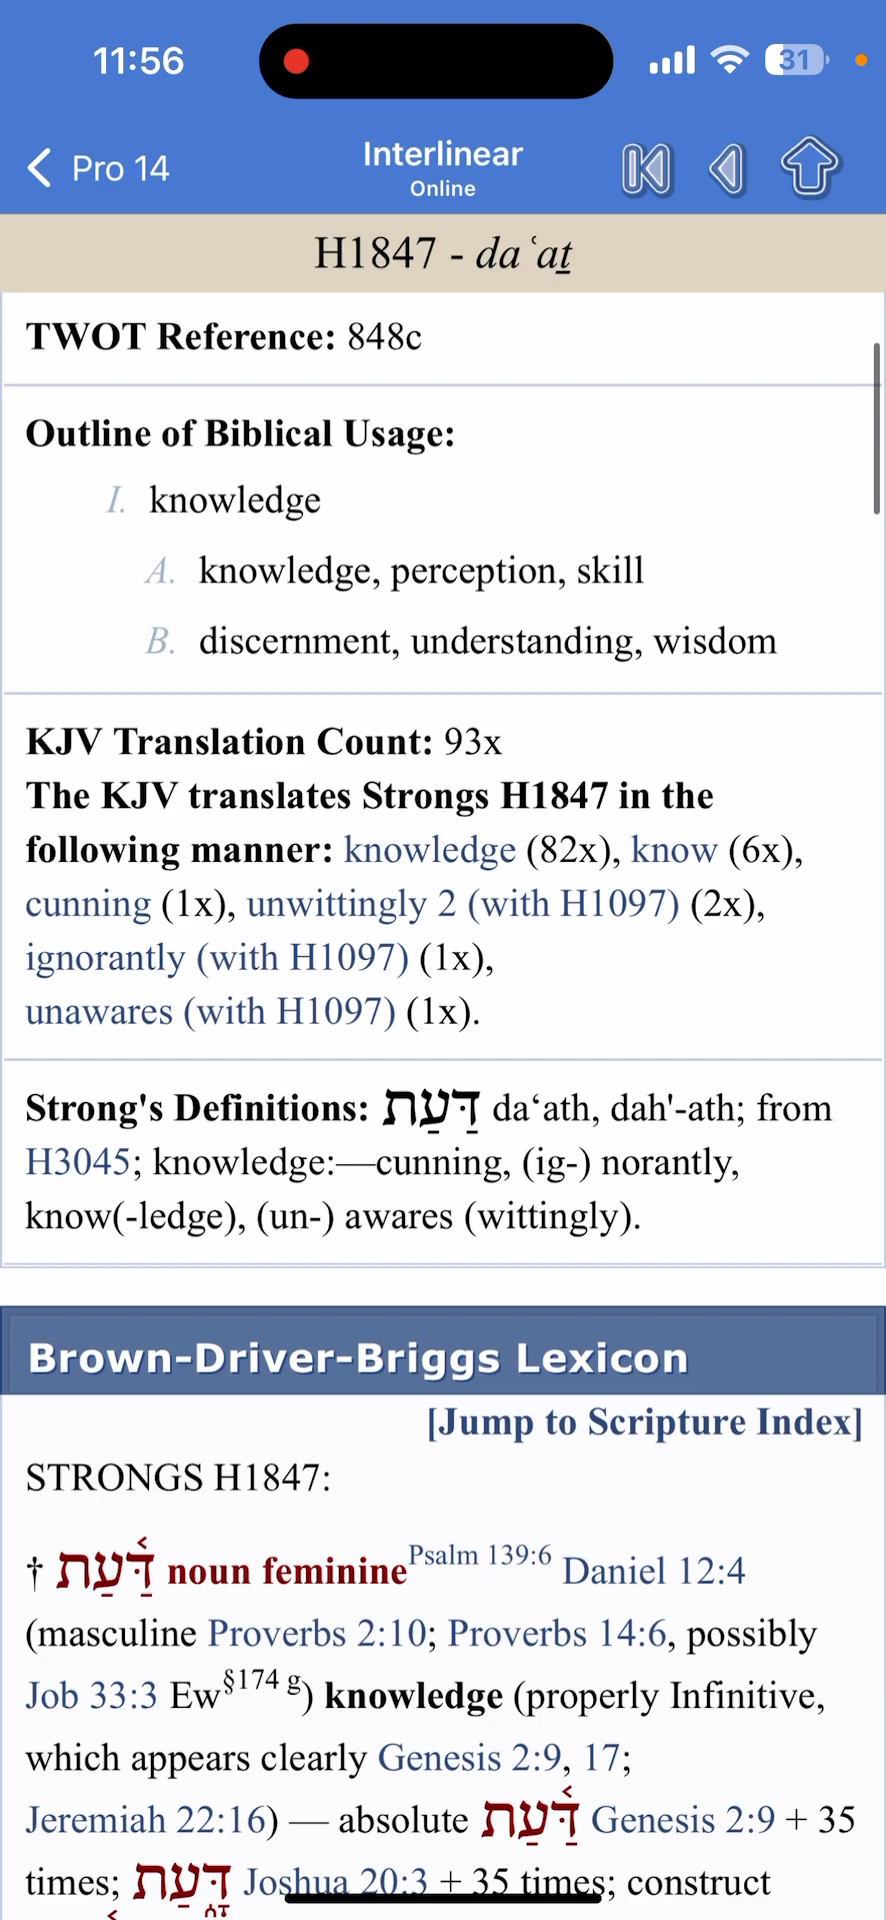 11:56
31
Pro 14
Interlinear
Online
H1847 - daʿaṯ
TWOT Reference: 848c
Outline of Biblical Usage:
I. knowledge
A. knowledge, perception, skill
B. discernment, understanding, wisdom
KJV Translation Count: 93x
The KJV translates Strongs H1847 in the
following manner: knowledge (82x), know (6x),
cunning (1x), unwittingly 2 (with H1097) (2x),
ignorantly (with H1097) (1x),
unawares (with H1097) (1x).
Strong's Definitions: דַּעַת daʻath, dah'-ath; from
H3045; knowledge:—cunning, (ig-) norantly,
know(-ledge), (un-) awares (wittingly).
Brown-Driver-Briggs Lexicon
[Jump to Scripture Index]
STRONGS H1847:
† דַּ֫עַת noun feminine Psalm 139:6 Daniel 12:4
(masculine Proverbs 2:10; Proverbs 14:6, possibly
Job 33:3 Ew§174 g) knowledge (properly Infinitive,
which appears clearly Genesis 2:9, 17;
Jeremiah 22:16) — absolute דַּ֫עַת Genesis 2:9 + 35
times; דָּ֑עַת Joshua 20:3 + 35 times; construct